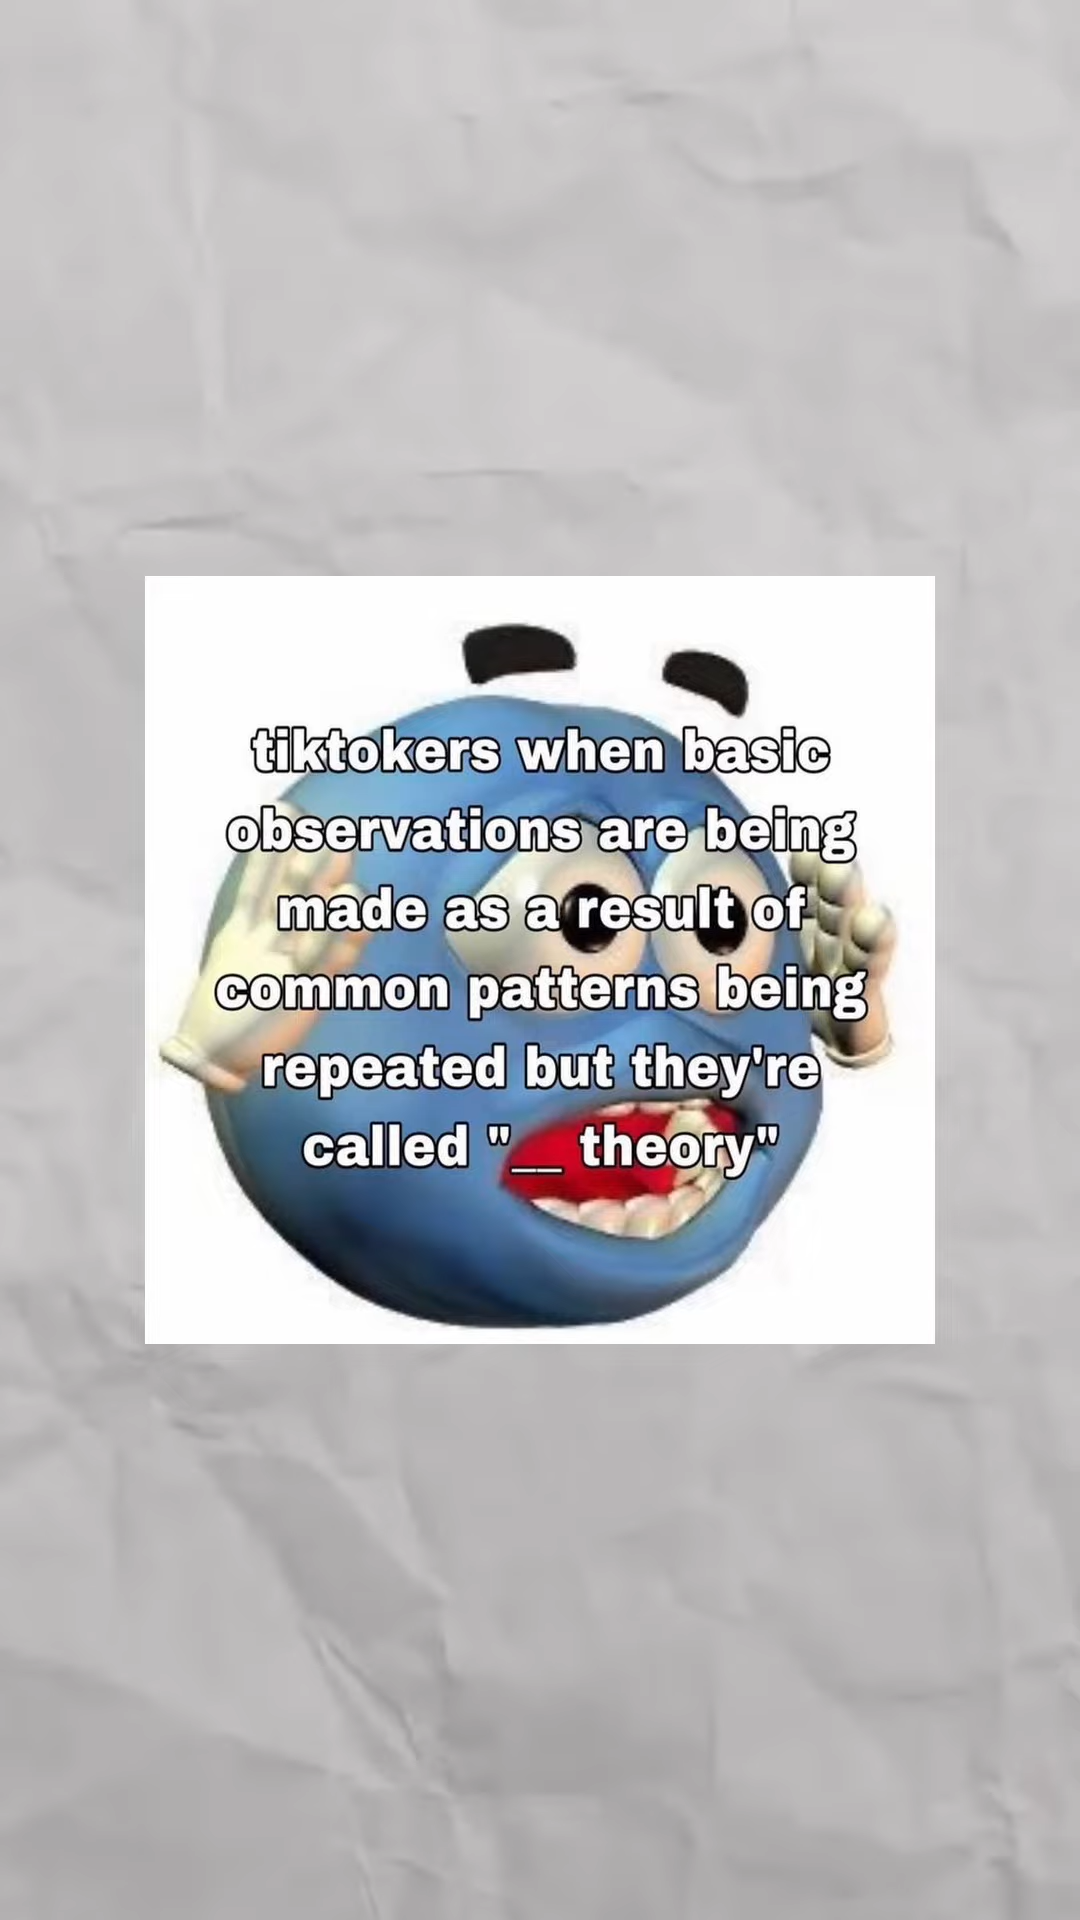 tiktokers when basic
observations are being
made as a result of
common patterns being
repeated but they're
called "__ theory"